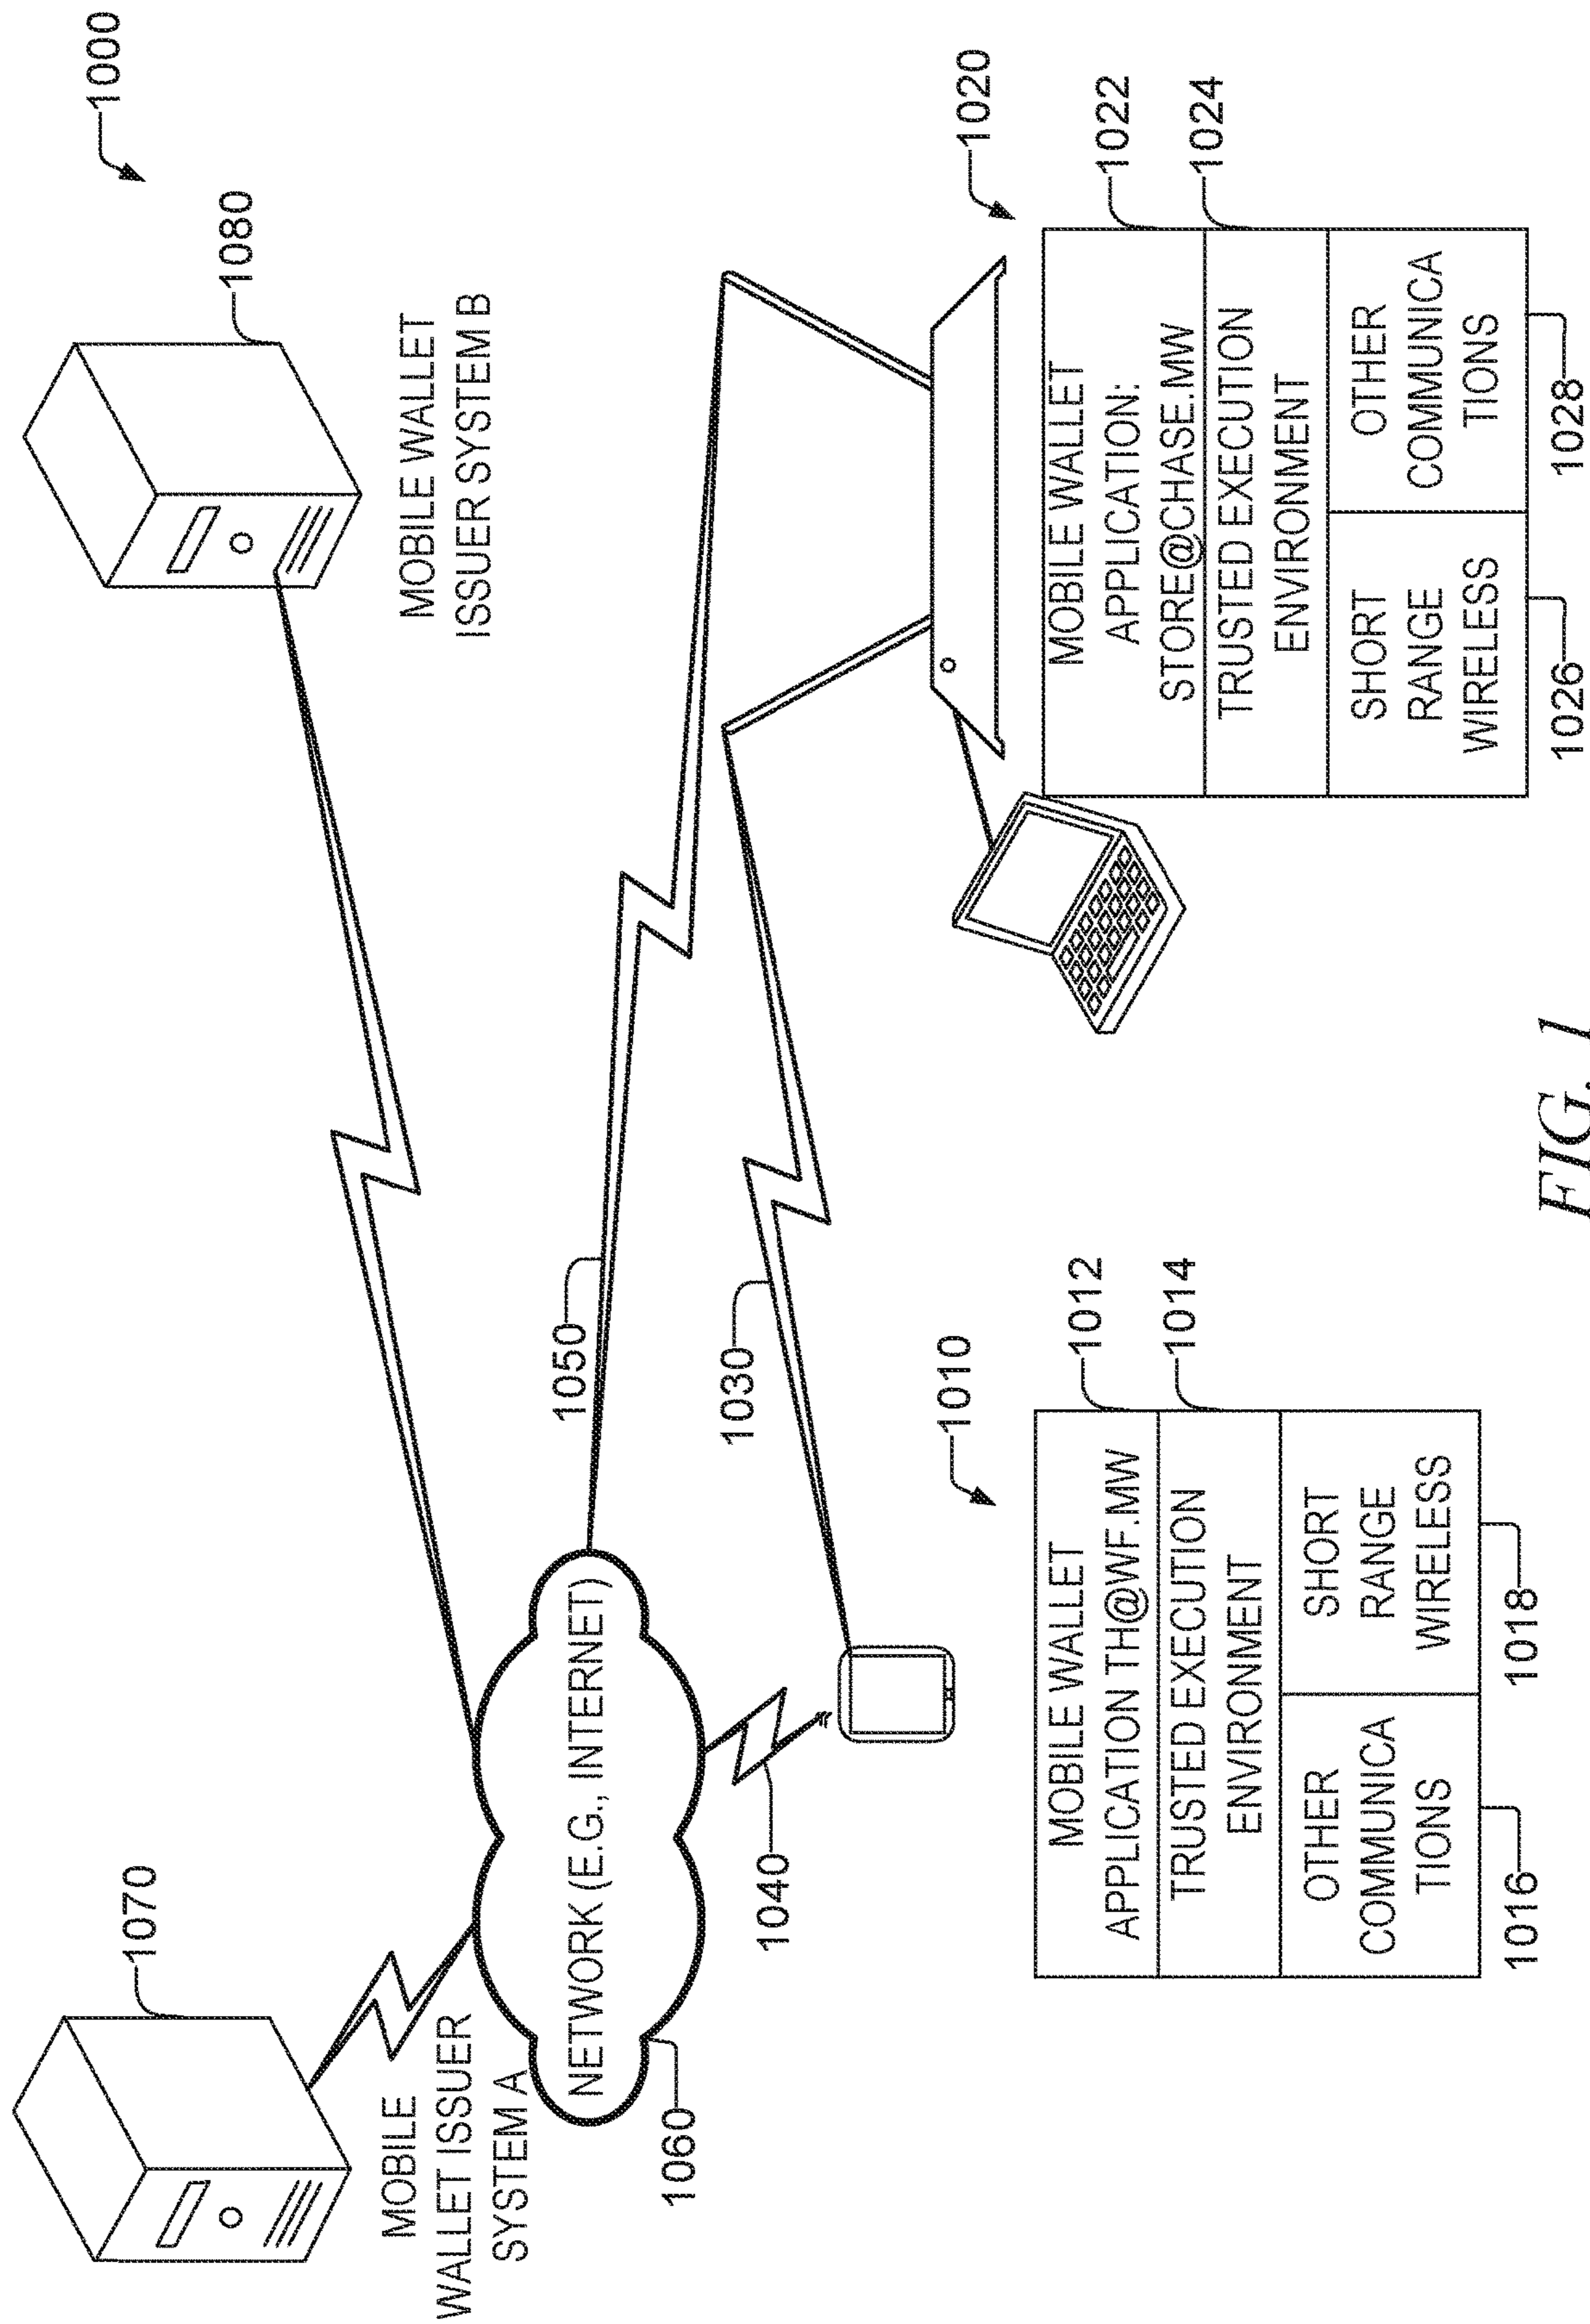 1000
1080
MOBILE WALLET
ISSUER SYSTEM B
1070
MOBILE
WALLET ISSUER
SYSTEM A
NETWORK (E.G., INTERNET)
1060
1050
1040
1030
1010
MOBILE WALLET
APPLICATION TH@WF.MW
1012
TRUSTED EXECUTION
ENVIRONMENT
1014
OTHER
COMMUNICA
TIONS
1016
SHORT
RANGE
WIRELESS
1018
1020
MOBILE WALLET
APPLICATION:
STORE@CHASE.MW
1022
TRUSTED EXECUTION
ENVIRONMENT
1024
SHORT
RANGE
WIRELESS
1026
OTHER
COMMUNICA
TIONS
1028
FIG. 1